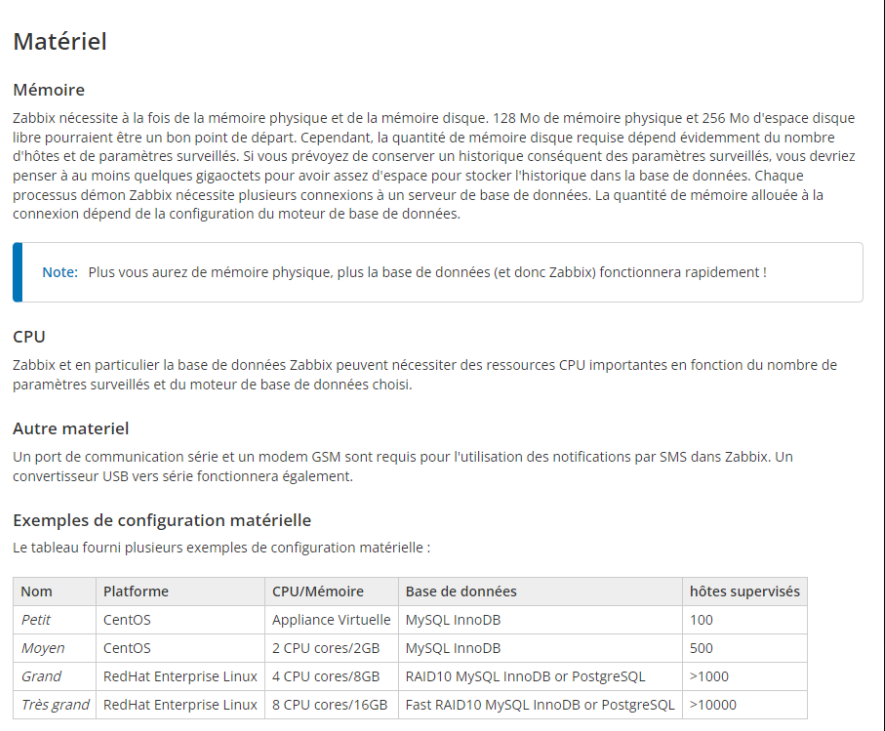 Matériel
Mémoire
Zabbix nécessite à la fois de la mémoire physique et de la mémoire disque. 128 Mo de mémoire physique et 256 Mo d'espace disque
libre pourraient être un bon point de départ. Cependant, la quantité de mémoire disque requise dépend évidemment du nombre
d'hôtes et de paramètres surveillés. Si vous prévoyez de conserver un historique conséquent des paramètres surveillés, vous devriez
penser à au moins quelques gigaoctets pour avoir assez d'espace pour stocker l'historique dans la base de données. Chaque
processus démon Zabbix nécessite plusieurs connexions à un serveur de base de données. La quantité de mémoire allouée à la
connexion dépend de la configuration du moteur de base de données.
Note: Plus vous aurez de mémoire physique, plus la base de données (et donc Zabbix) fonctionnera rapidement !
CPU
Zabbix et en particulier la base de données Zabbix peuvent nécessiter des ressources CPU importantes en fonction du nombre de
paramètres surveillés et du moteur de base de données choisi.
Autre materiel
Un port de communication série et un modem GSM sont requis pour l'utilisation des notifications par SMS dans Zabbix. Un
convertisseur USB vers série fonctionnera également.
Exemples de configuration matérielle
Le tableau fourni plusieurs exemples de configuration matérielle :
Nom Platforme CPU/Mémoire Base de données hôtes supervisés
Petit CentOS Appliance Virtuelle MySQL InnoDB 100
Moyen CentOS 2 CPU cores/2GB MySQL InnoDB 500
Grand RedHat Enterprise Linux 4 CPU cores/8GB RAID10 MySQL InnoDB or PostgreSQL >1000
Très grand RedHat Enterprise Linux 8 CPU cores/16GB Fast RAID10 MySQL InnoDB or PostgreSQL >10000